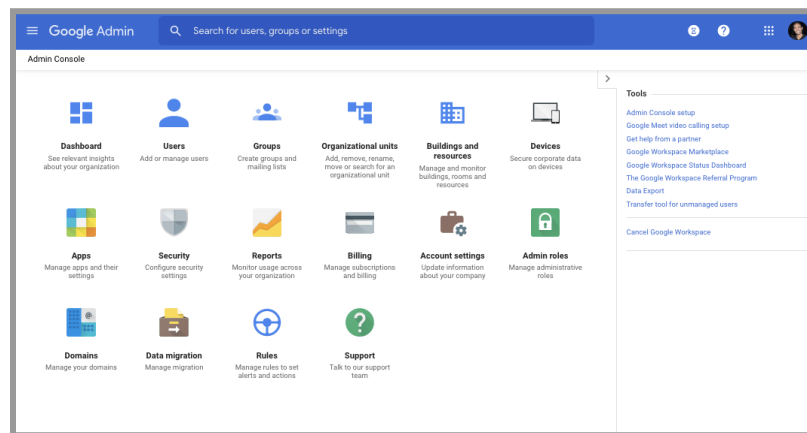 Google Admin
Search for users, groups or settings
Admin Console
Dashboard
See relevant insights
about your organization
Users
Add or manage users
Groups
Create groups and
mailing lists
Organizational units
Add, remove, rename,
move or search for an
organizational unit
Buildings and
resources
Manage and monitor
buildings, rooms and
resources
Devices
Secure corporate data
on devices
Apps
Manage apps and their
settings
Security
Configure security
settings
Reports
Monitor usage across
your organization
Billing
Manage subscriptions
and billing
Account settings
Update information
about your company
Admin roles
Manage administrative
roles
Domains
Manage your domains
Data migration
Manage migration
Rules
Manage rules to set
alerts and actions
Support
Talk to our support
team
Tools
Admin Console setup
Google Meet video calling setup
Get help from a partner
Google Workspace Marketplace
Google Workspace Status Dashboard
The Google Workspace Referral Program
Data Export
Transfer tool for unmanaged users
Cancel Google Workspace